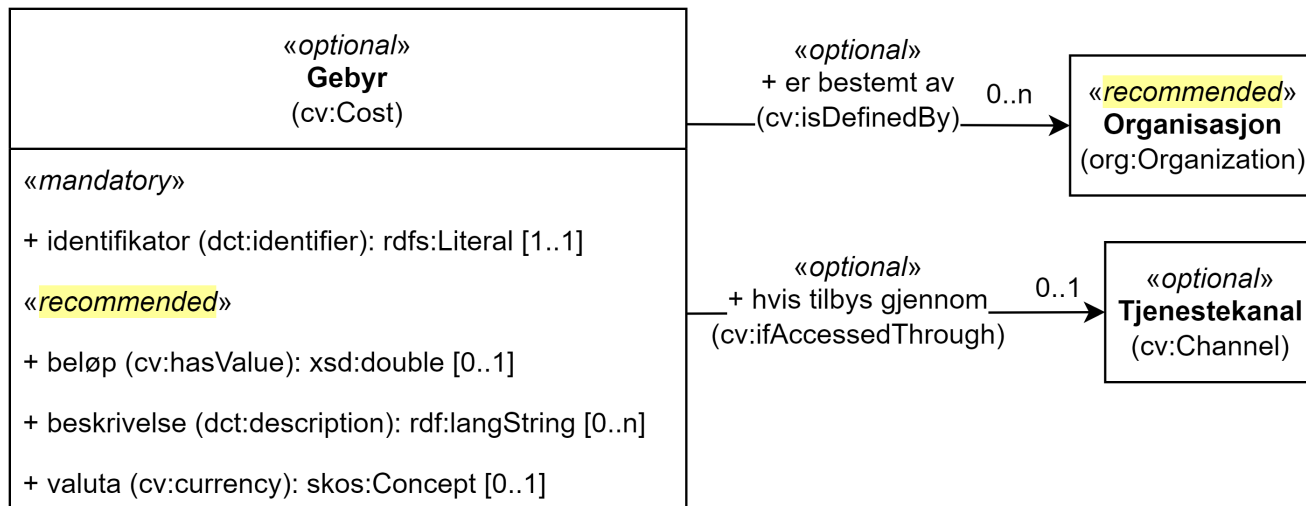 «optional»
Gebyr
(cv:Cost)
«mandatory»
+ identifikator (dct:identifier): rdfs:Literal [1..1]
«recommended»
+ beløp (cv:hasValue): xsd:double [0..1]
+ beskrivelse (dct:description): rdf:langString [0..n]
+ valuta (cv:currency): skos:Concept [0..1]
«optional»
+ er bestemt av
(cv:isDefinedBy)
0..n
«recommended»
Organisasjon
(org:Organization)
«optional»
+ hvis tilbys gjennom
(cv:ifAccessedThrough)
0..1
«optional»
Tjenestekanal
(cv:Channel)